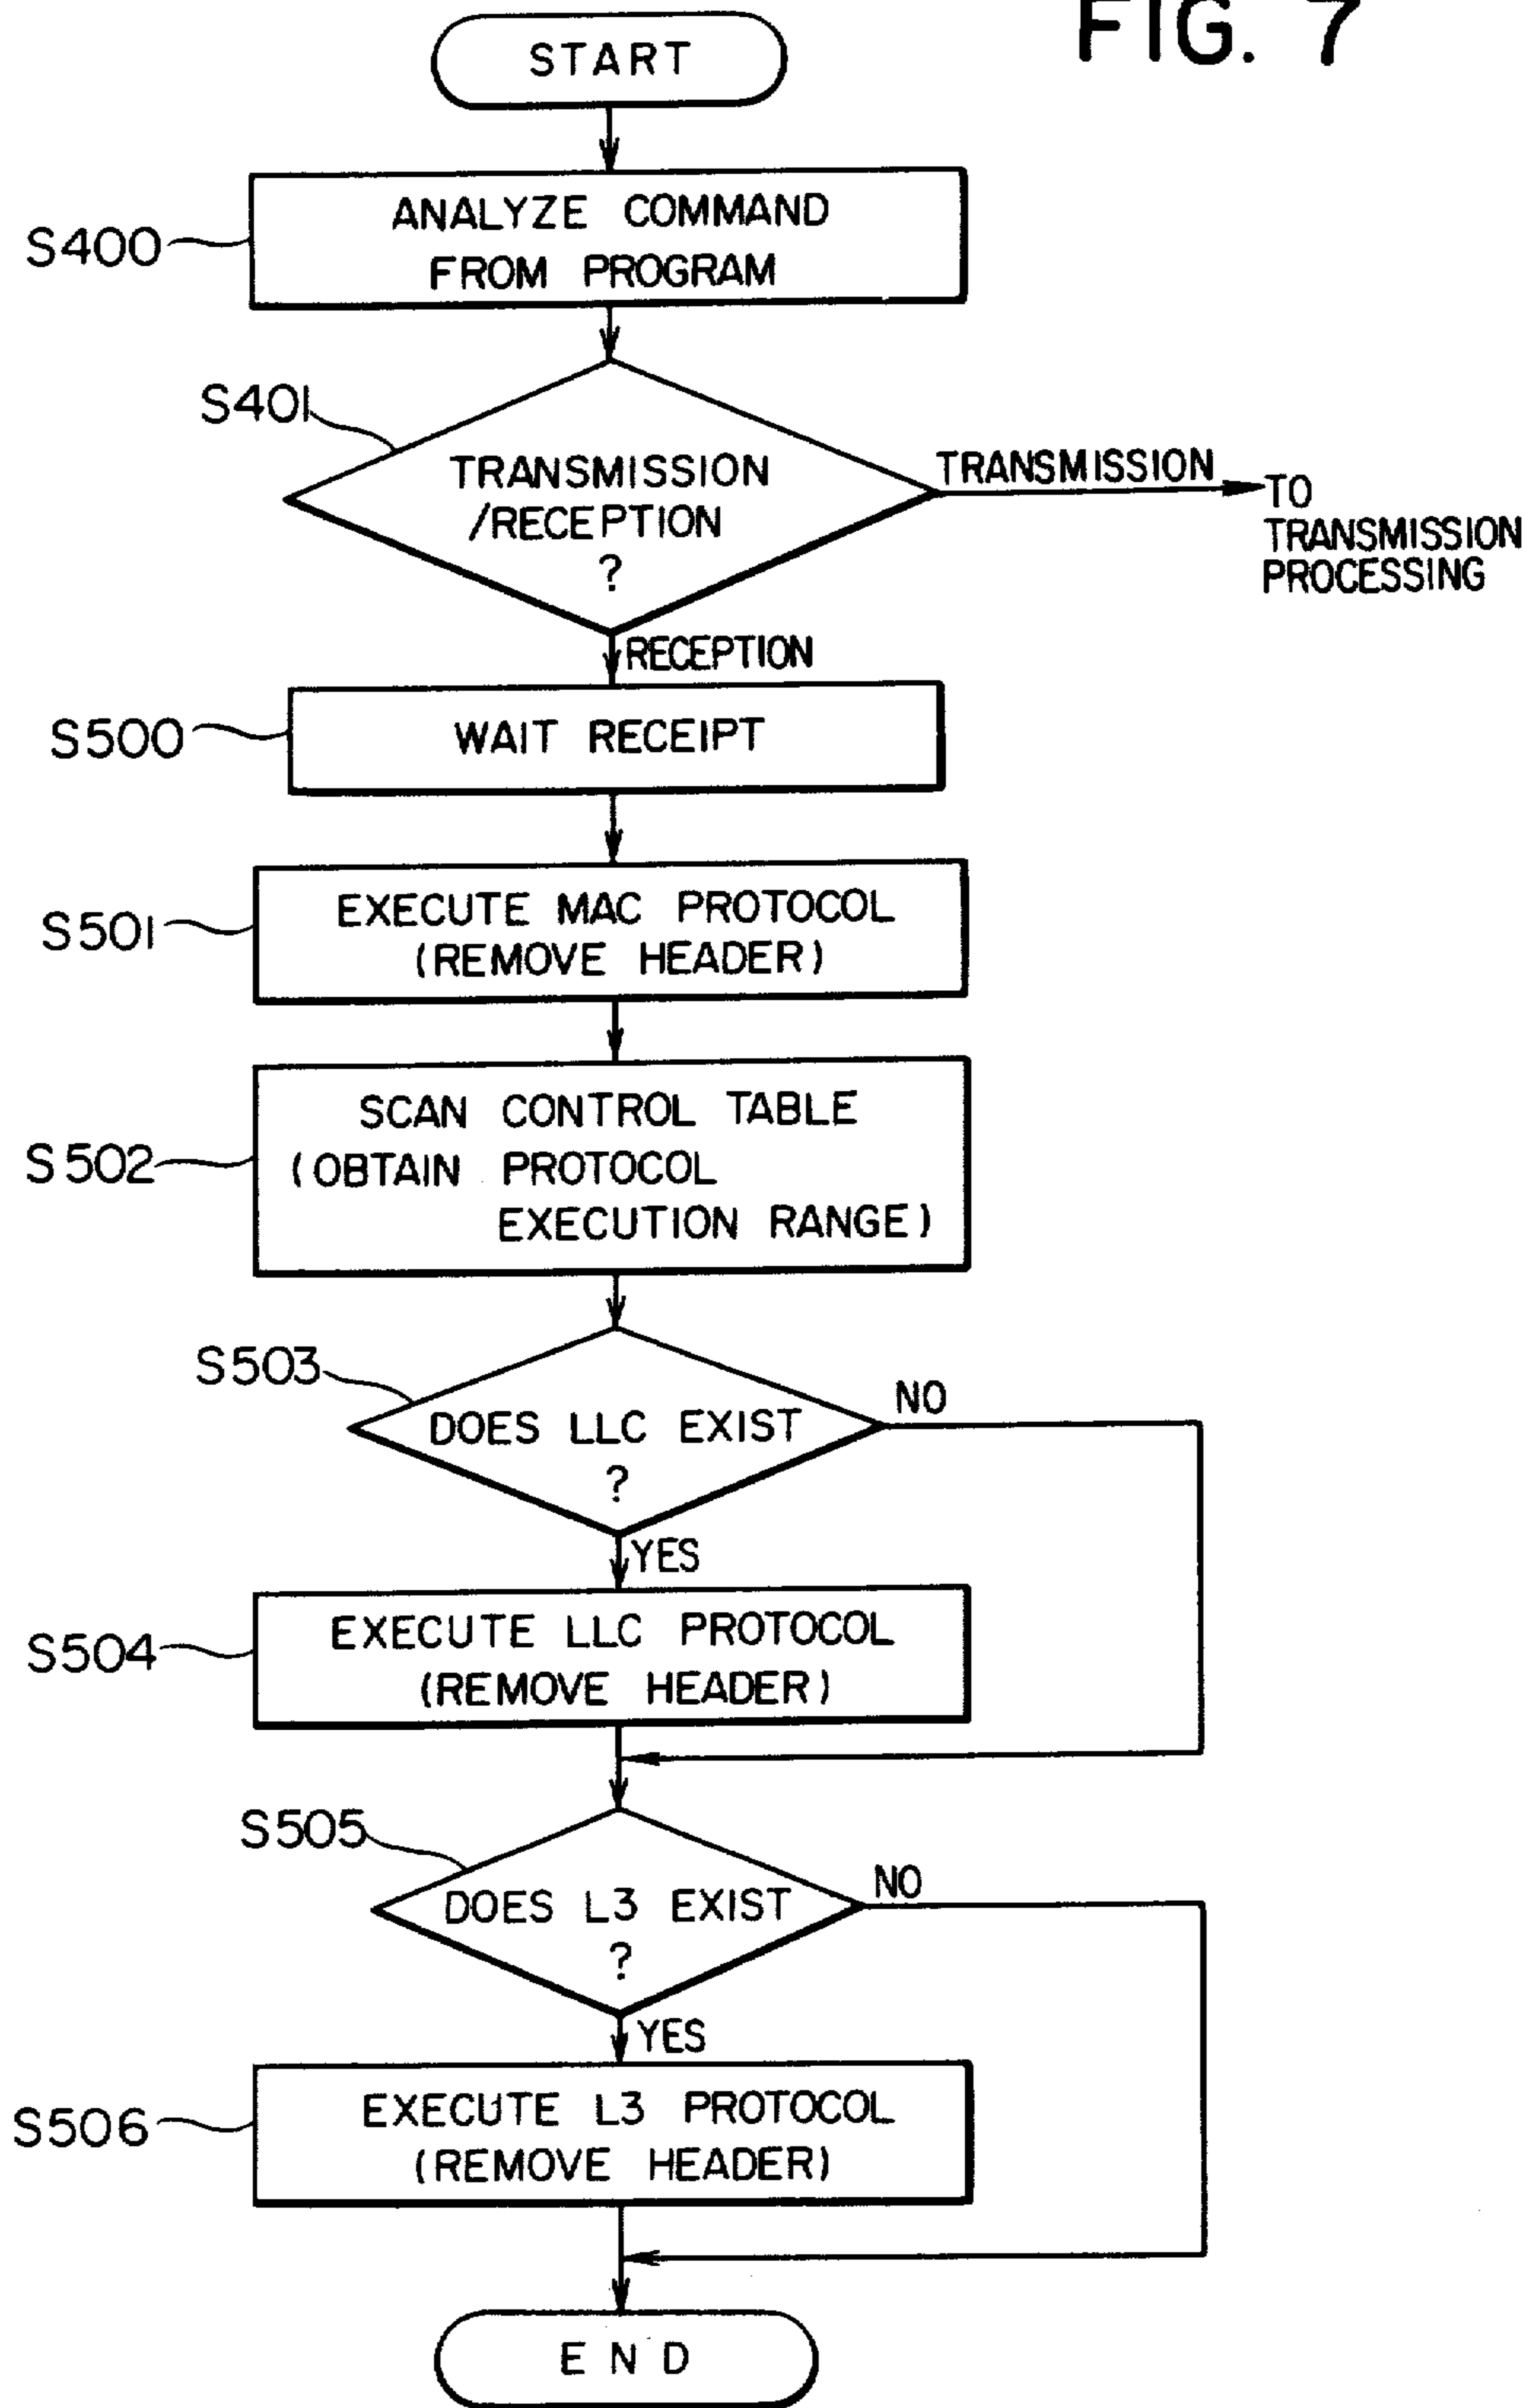 FIG. 7
START
S400
ANALYZE COMMAND
FROM PROGRAM
S401
TRANSMISSION
/RECEPTION
?
TRANSMISSION
TO
TRANSMISSION
PROCESSING
RECEPTION
S500
WAIT RECEIPT
S501
EXECUTE MAC PROTOCOL
(REMOVE HEADER)
S502
SCAN CONTROL TABLE
(OBTAIN PROTOCOL
EXECUTION RANGE)
S503
DOES LLC EXIST
?
NO
YES
S504
EXECUTE LLC PROTOCOL
(REMOVE HEADER)
S505
DOES L3 EXIST
?
NO
YES
S506
EXECUTE L3 PROTOCOL
(REMOVE HEADER)
END